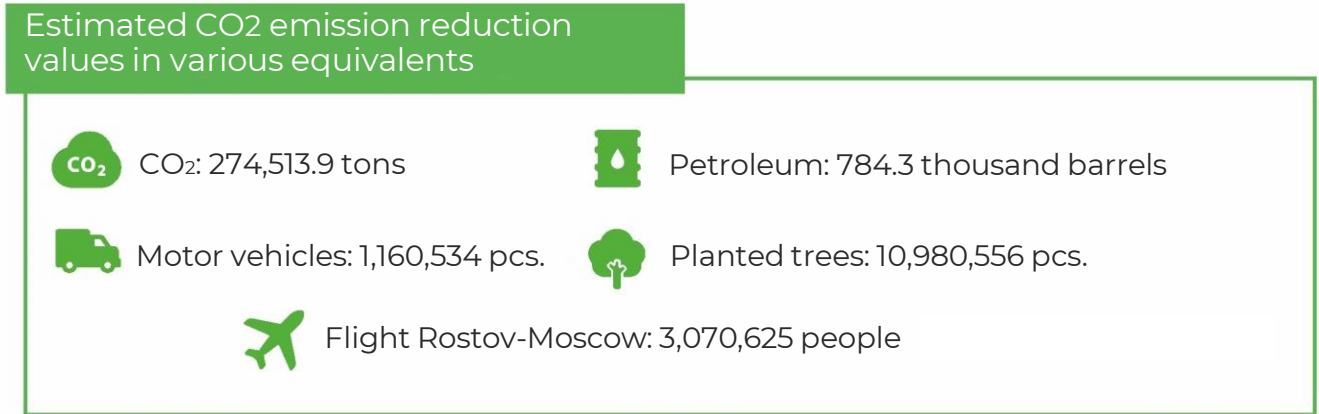 Estimated CO2 emission reduction
values in various equivalents
CO₂
CO₂: 274,513.9 tons
Petroleum: 784.3 thousand barrels
Motor vehicles: 1,160,534 pcs.
Planted trees: 10,980,556 pcs.
Flight Rostov-Moscow: 3,070,625 people